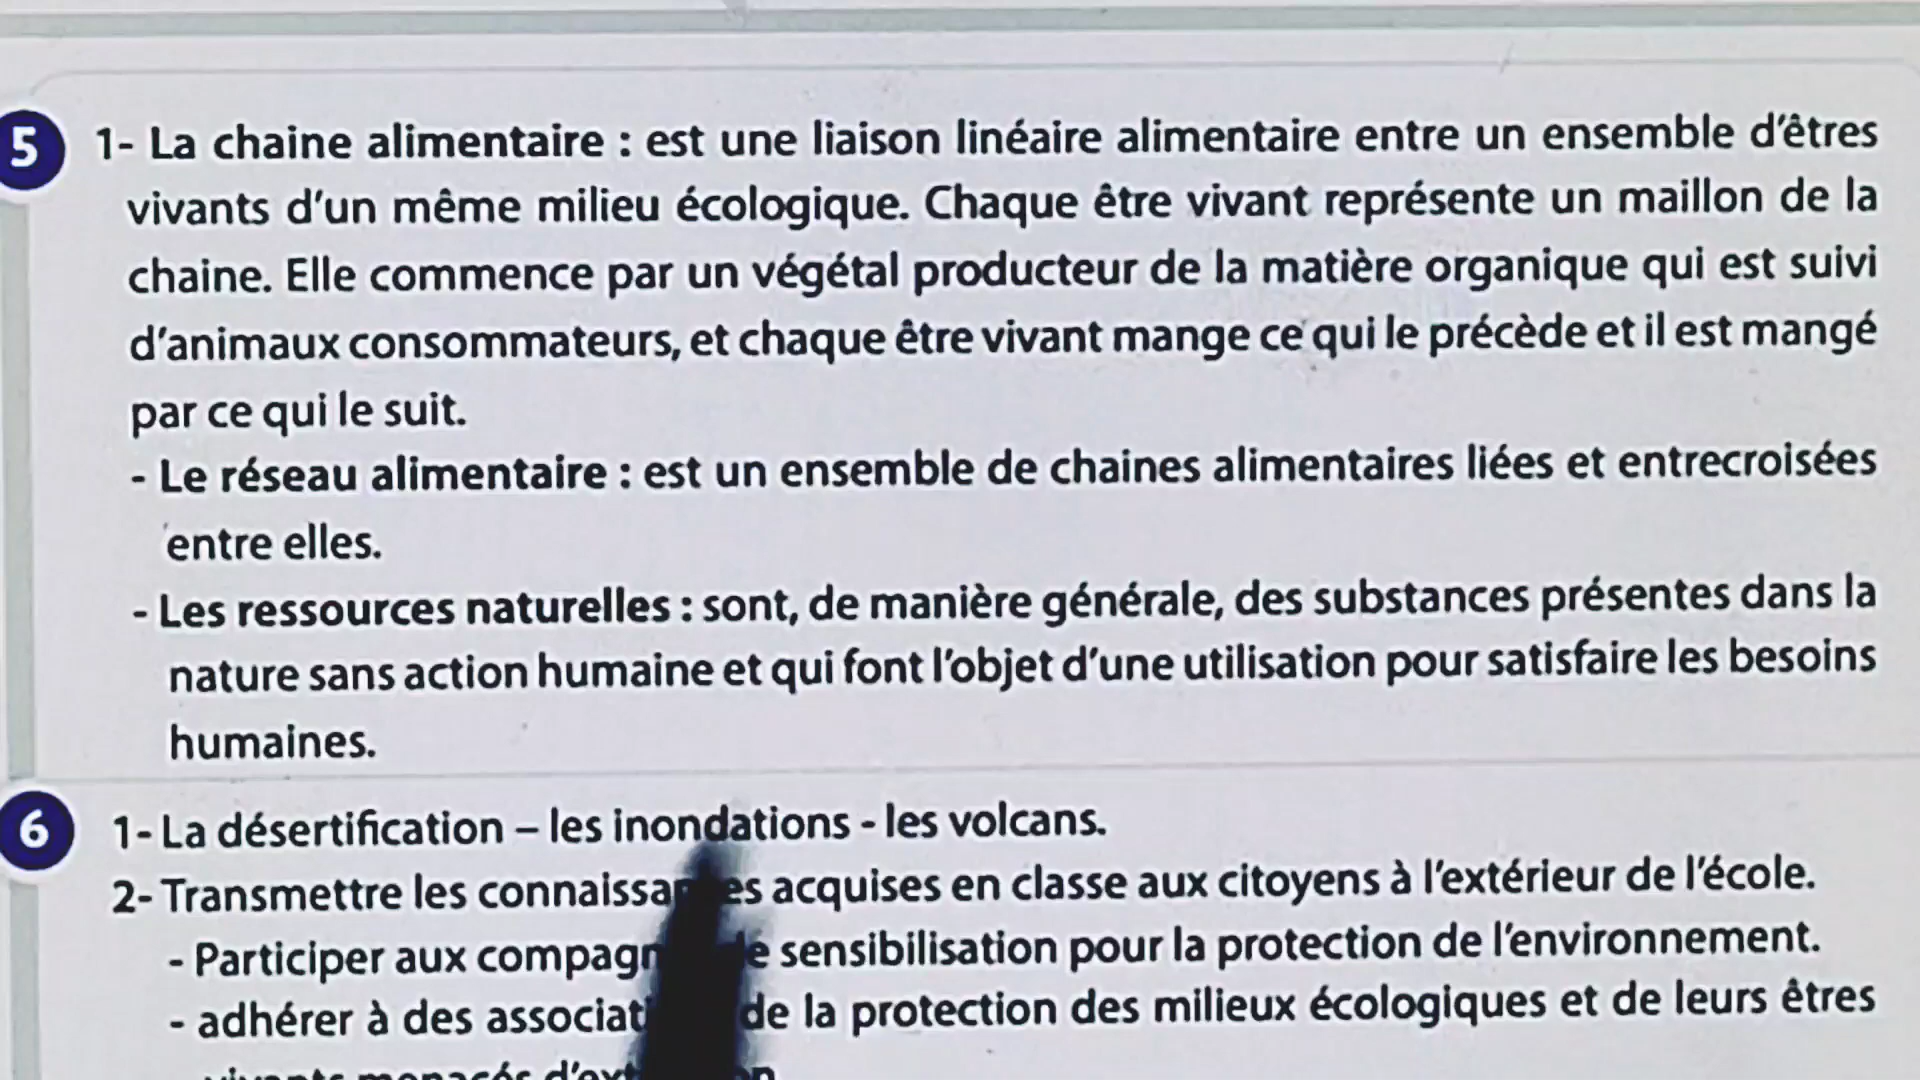 5 1- La chaine alimentaire : est une liaison linéaire alimentaire entre un ensemble d'êtres
vivants d'un même milieu écologique. Chaque être vivant représente un maillon de la
chaine. Elle commence par un végétal producteur de la matière organique qui est suivi
d'animaux consommateurs, et chaque être vivant mange ce qui le précède et il est mangé
par ce qui le suit.
- Le réseau alimentaire : est un ensemble de chaines alimentaires liées et entrecroisées
entre elles.
- Les ressources naturelles : sont, de manière générale, des substances présentes dans la
nature sans action humaine et qui font l'objet d'une utilisation pour satisfaire les besoins
humaines.
6 1- La désertification – les inondations - les volcans.
2- Transmettre les connaissances acquises en classe aux citoyens à l'extérieur de l'école.
- Participer aux sensibilisation pour la protection de l'environnement.
- adhérer à des de la protection des milieux écologiques et de leurs êtres
vivants menacés